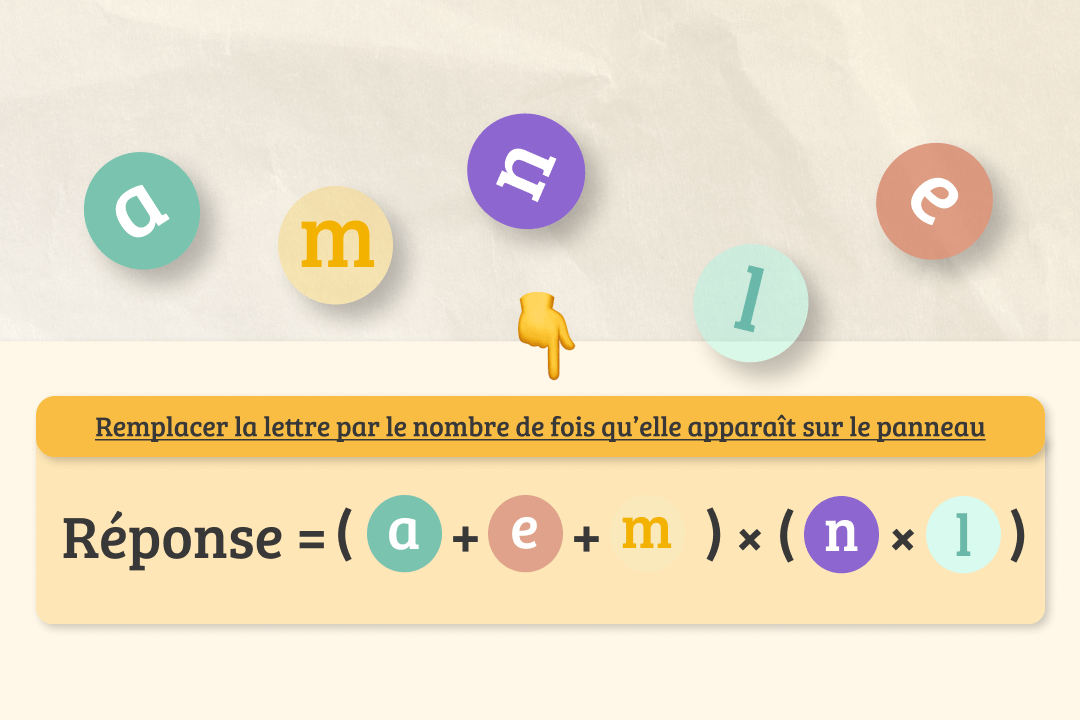 a m n l e
Remplacer la lettre par le nombre de fois qu’elle apparaît sur le panneau
Réponse = ( a + e + m ) × ( n × l )